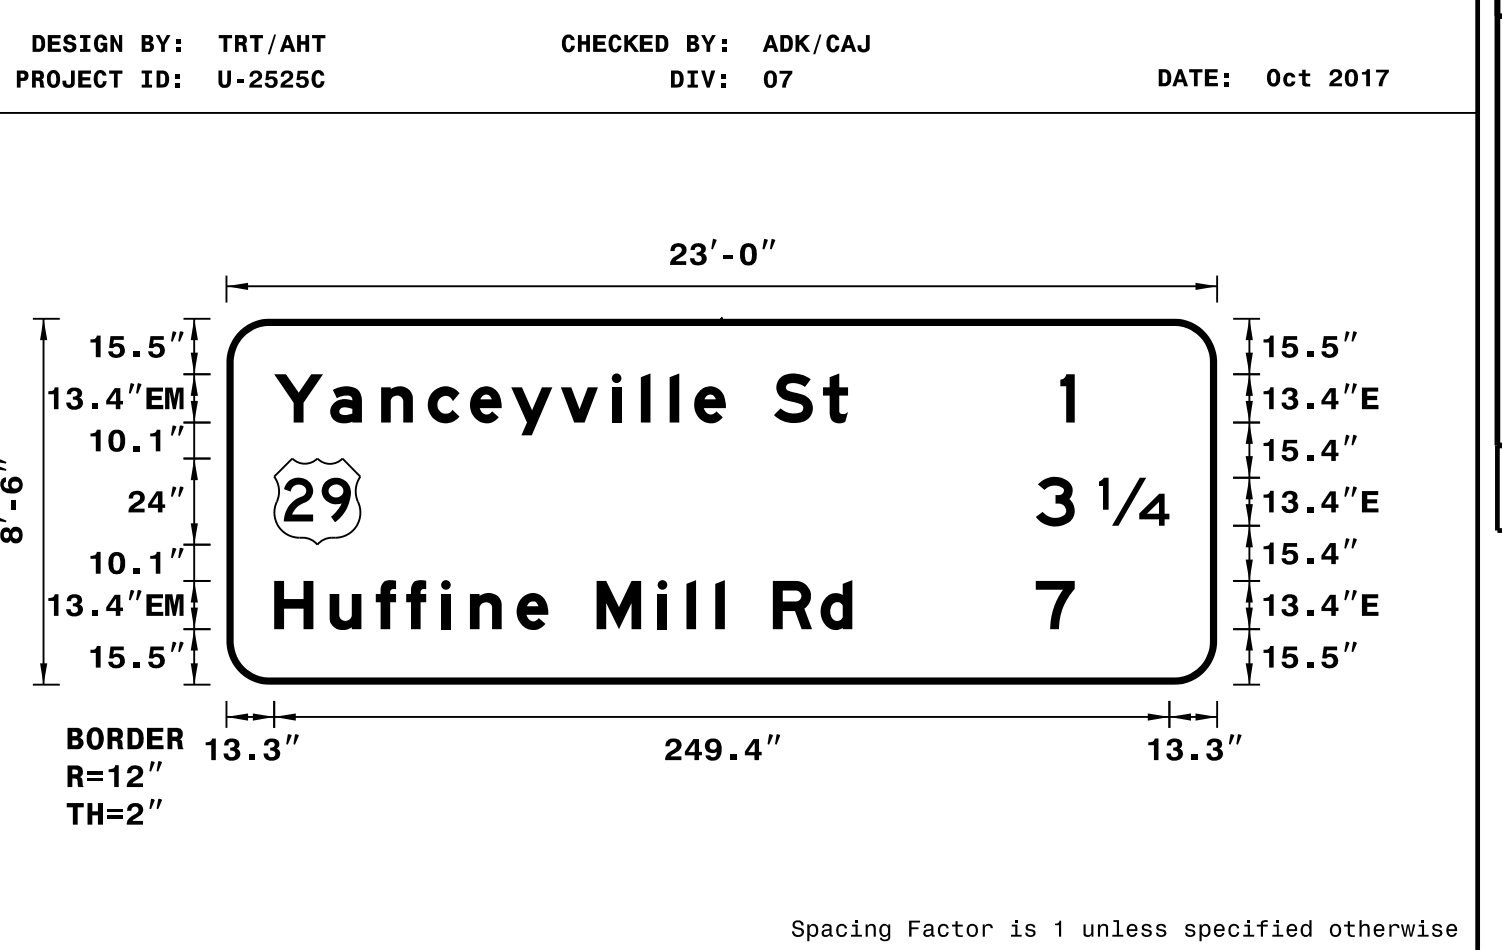 DESIGN BY: TRT/AHT CHECKED BY: ADK/CAJ
PROJECT ID: U-2525C DIV: 07 DATE: Oct 2017
23'-0"
15.5" 15.5"
Yanceyville St 1
13.4"EM 13.4"E
10.1" 15.4"
8'-6"
24" 29 3 1/4 13.4"E
10.1" 15.4"
13.4"EM Huffine Mill Rd 7 13.4"E
15.5" 15.5"
BORDER 13.3" 249.4" 13.3"
R=12"
TH=2"
Spacing Factor is 1 unless specified otherwise